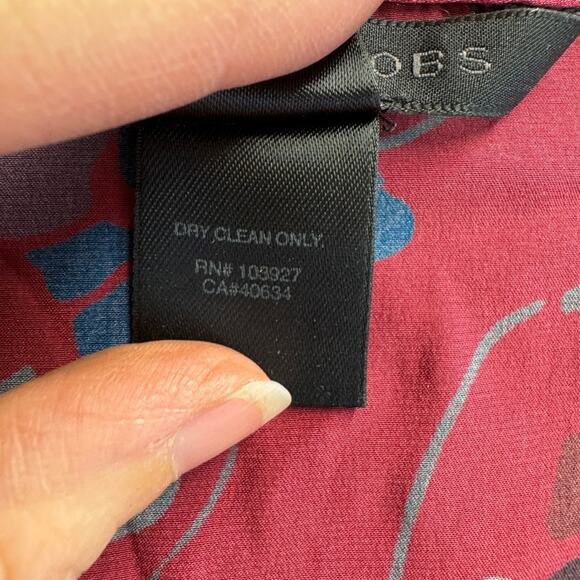 OBS
DRY CLEAN ONLY.
RN# 103927
CA#40634